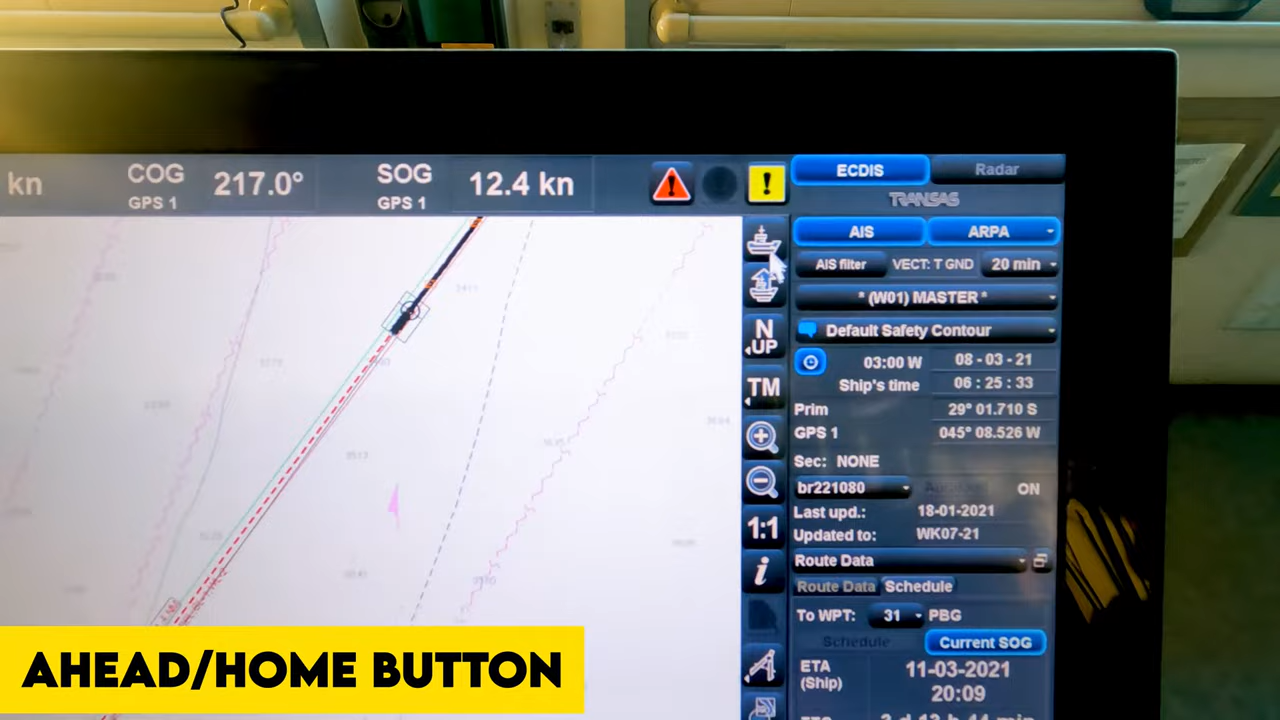 kn
COG 217.0°
GPS 1
SOG 12.4 kn
GPS 1
!
!
ECDIS Radar
TRANSAS
AIS ARPA
AIS filter VECT: T GND 20 min
* (W01) MASTER *
Default Safety Contour
03:00 W 08 - 03 - 21
Ship's time 06 : 25 : 33
Prim 29° 01.710 S
GPS 1 045° 08.526 W
Sec: NONE
br221080 ON
Last upd.: 18-01-2021
Updated to: WK07-21
Route Data
Route Data Schedule
To WPT: 31 PBG
Schedule Current SOG
ETA 11-03-2021
(Ship) 20:09
N
UP
TM
1:1
i
AHEAD/HOME BUTTON